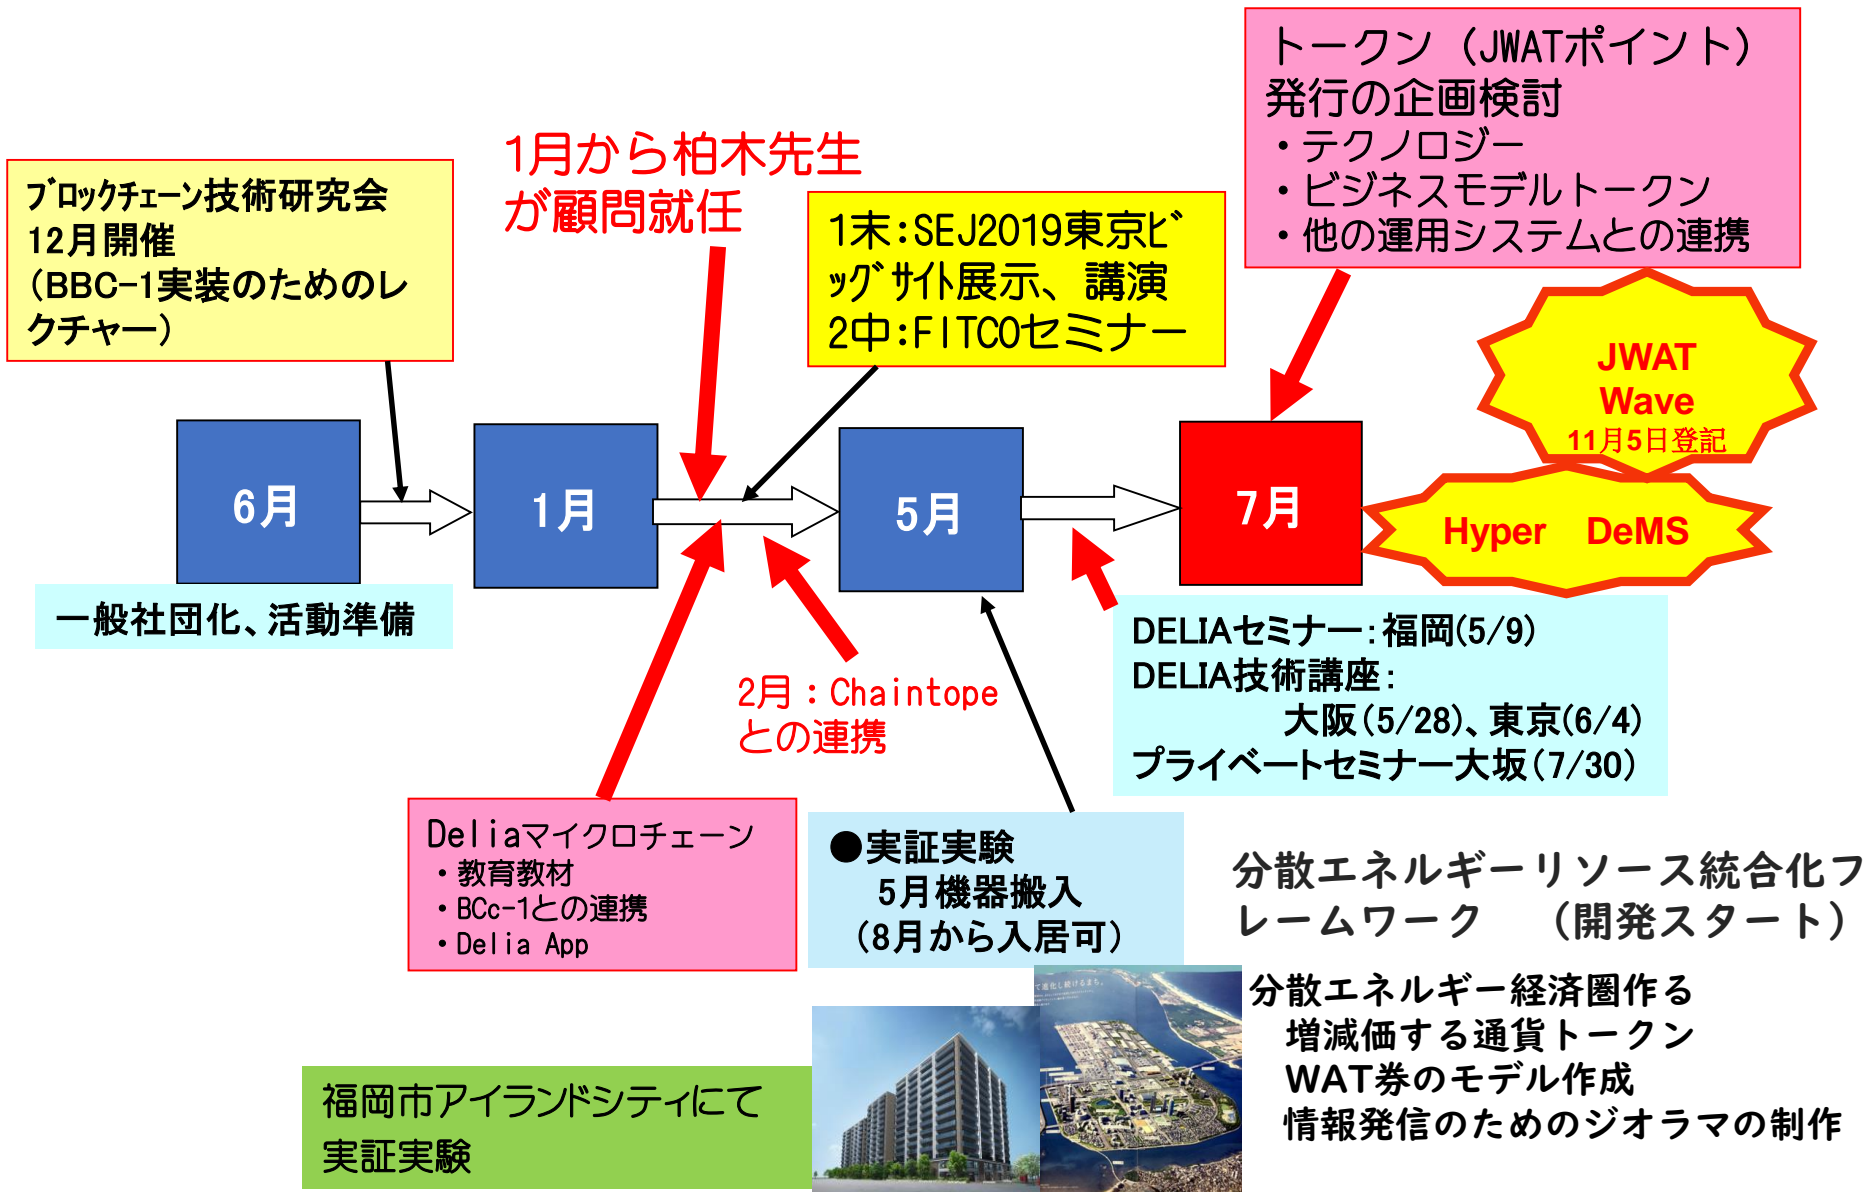 トークン（JWATポイント）
発行の企画検討
・テクノロジー
・ビジネスモデルトークン
・他の運用システムとの連携
1月から柏木先生
が顧問就任
ブロックチェーン技術研究会
12月開催
（BBC-1実装のためのレ
クチャー）
1末：SEJ2019東京ビ
ッグサイト展示、講演
2中：FITCOセミナー
JWAT
Wave
11月5日登記
6月
1月
5月
7月
Hyper　DeMS
一般社団化、活動準備
DELIAセミナー：福岡(5/9)
DELIA技術講座：
大阪（5/28)、東京(6/4)
プライベートセミナー大坂（7/30）
2月：Chaintope
との連携
Deliaマイクロチェーン
・教育教材
・BCc-1との連携
・Delia App
●実証実験
5月機器搬入
（8月から入居可）
分散エネルギーリソース統合化フ
レームワーク　（開発スタート）
て進化し続けるまち。
分散エネルギー経済圏作る
増減価する通貨トークン
WAT券のモデル作成
情報発信のためのジオラマの制作
福岡市アイランドシティにて
実証実験